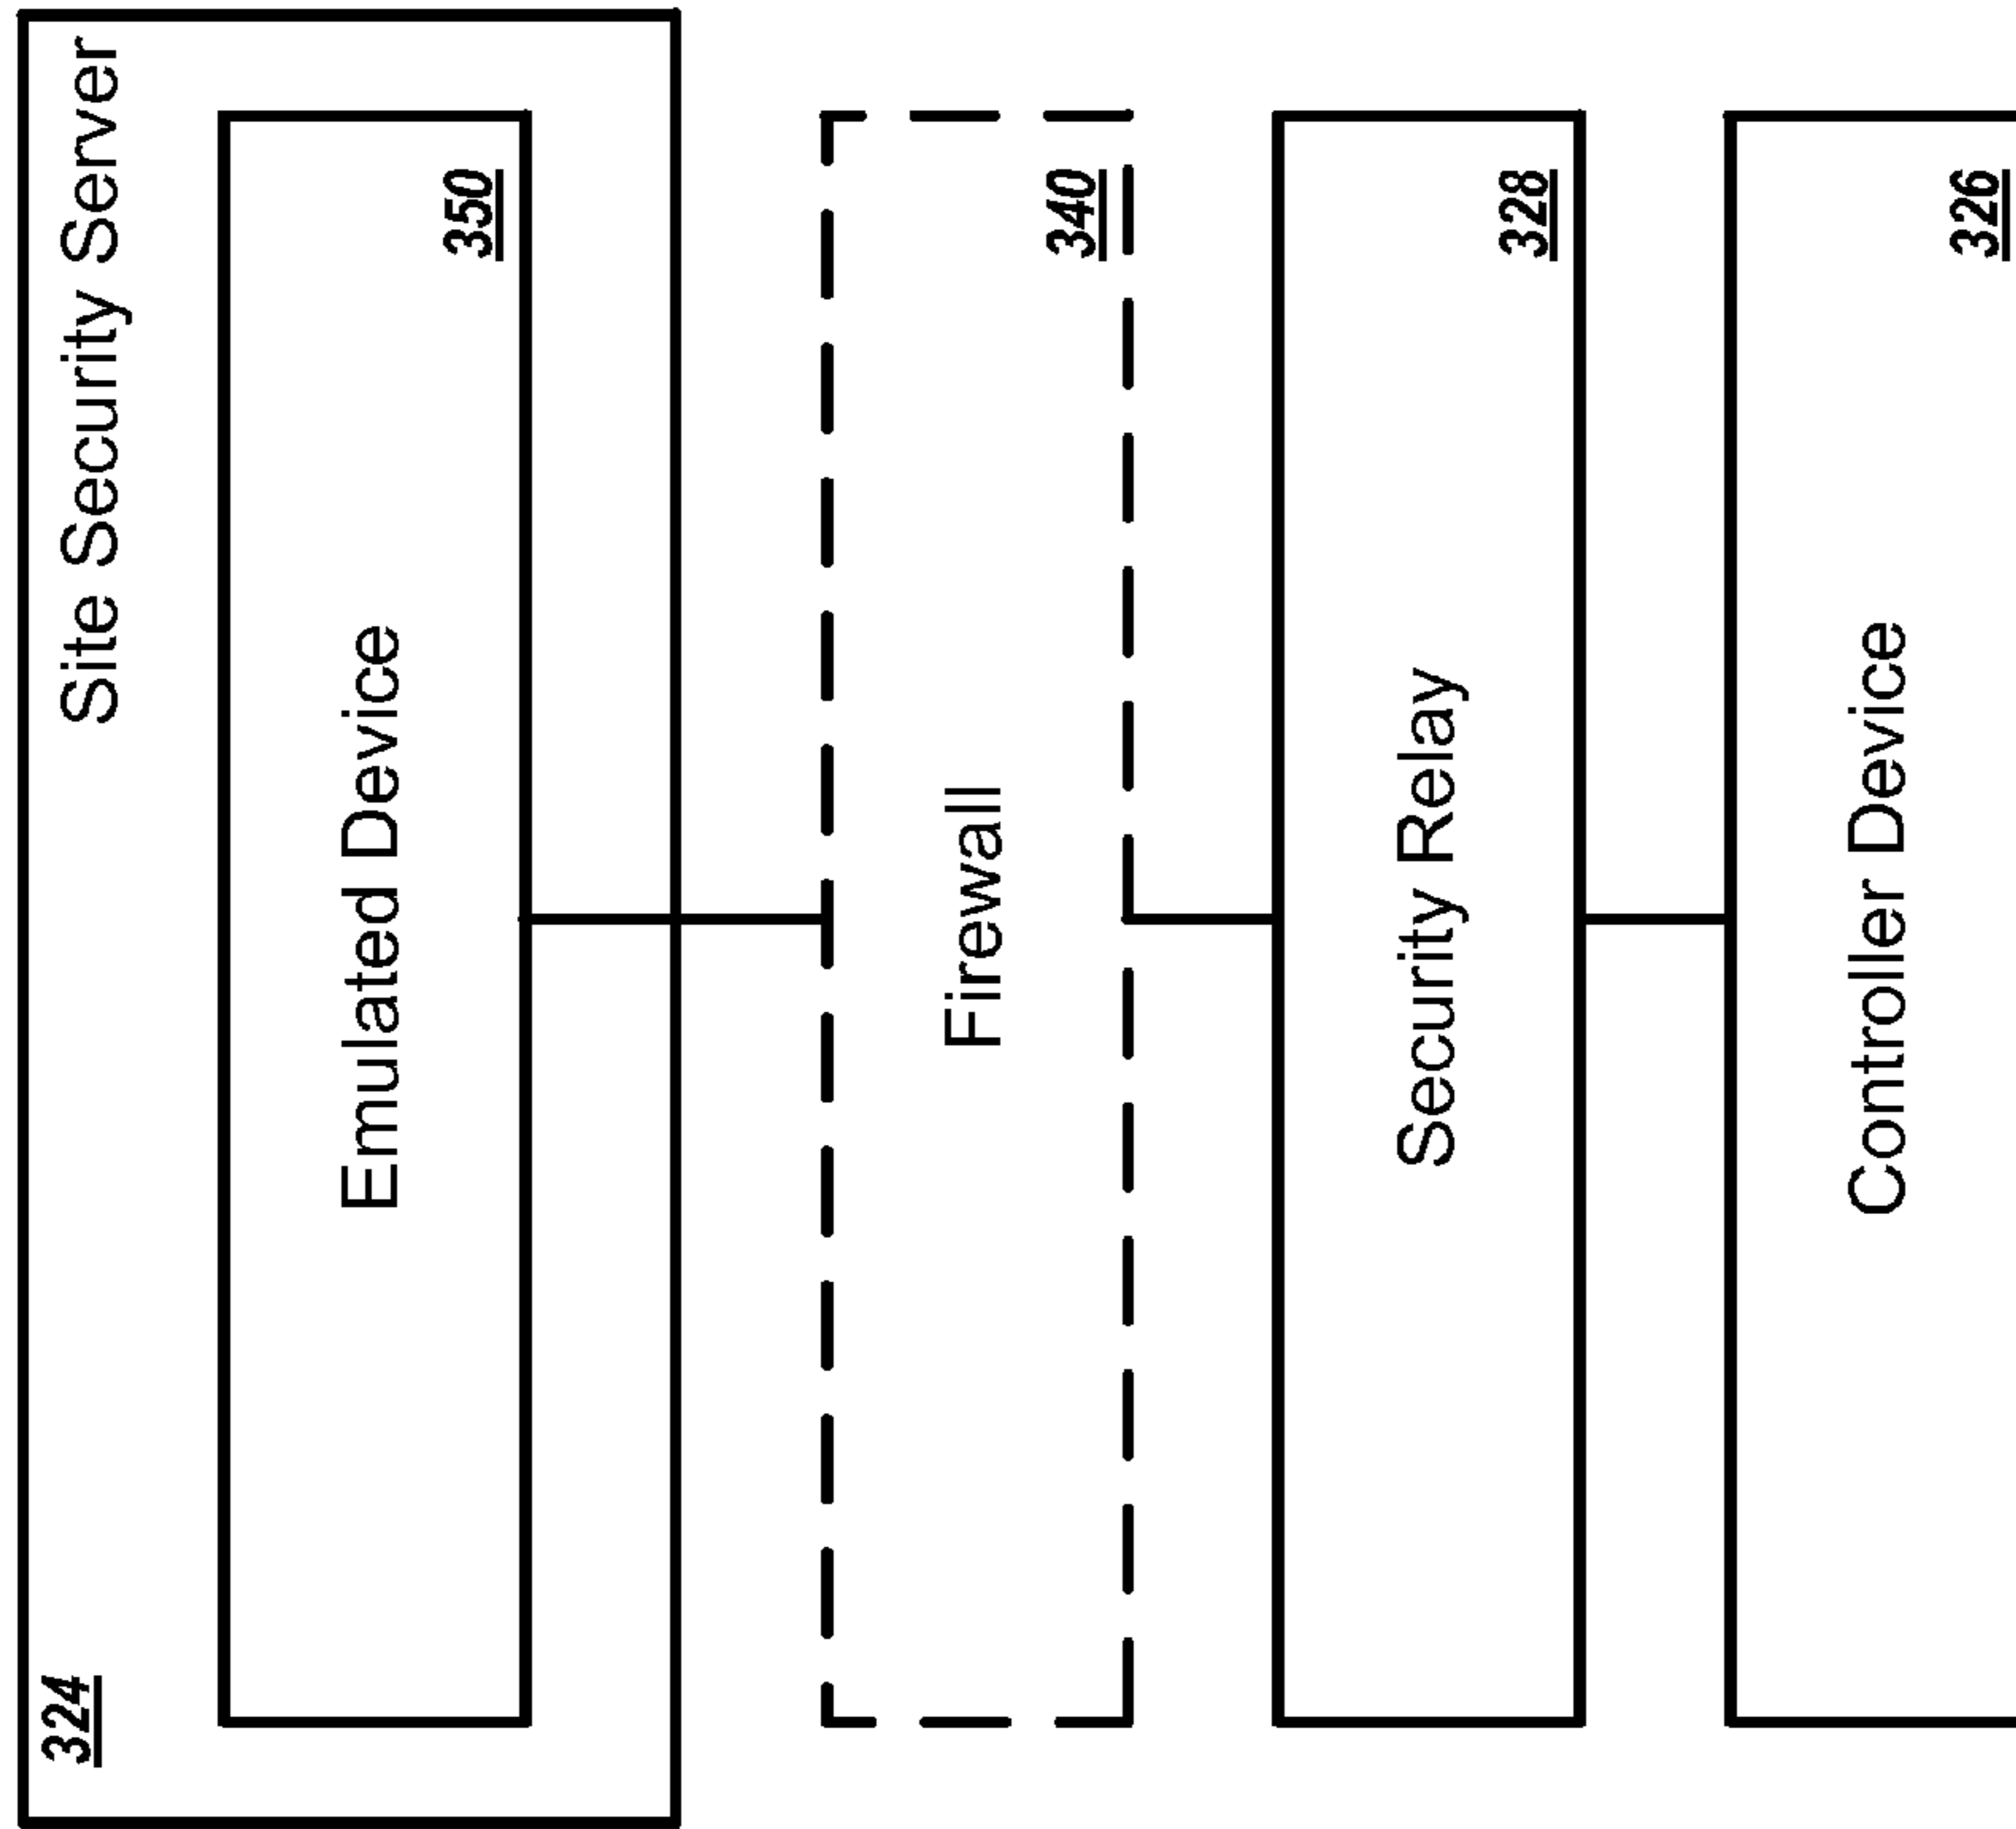 324
Site Security Server
Emulated Device
350
Firewall
340
Security Relay
328
Controller Device
326